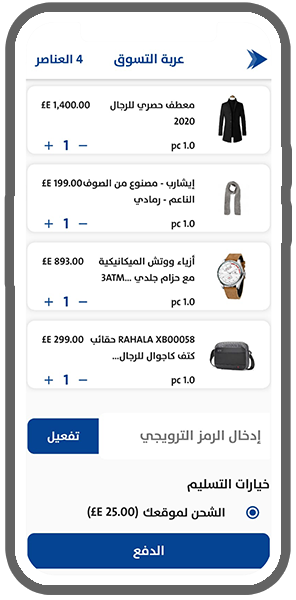 عربة التسوق
4 العناصر
معطف حصري للرجال
£E 1,400.00
2020
1.0 pc
+ 1 −
إيشارب - مصنوع من الصوف
£E 199.00
الناعم - رمادي
1.0 pc
+ 1 −
أزياء ووتش الميكانيكية
£E 893.00
مع حزام جلدي ...3ATM
1.0 pc
+ 1 −
RAHALA XB00058 حقائب
£E 299.00
كتف كاجوال للرجال...
1.0 pc
+ 1 −
إدخال الرمز الترويجي
تفعيل
خيارات التسليم
الشحن لموقعك (£E 25.00)
الدفع